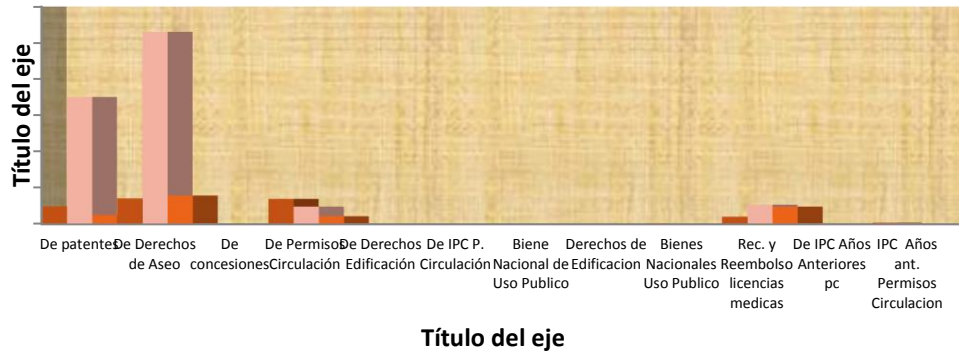 Título del eje
De patentes
De Derechos
de Aseo
De
concesiones
De Permisos
Circulación
De Derechos
Edificación
De IPC P.
Circulación
Biene
Nacional de
Uso Publico
Derechos de
Edificacion
Bienes
Nacionales
Uso Publico
Rec. y
Reembolso
licencias
medicas
De IPC Años
Anteriores
pc
IPC Años
ant.
Permisos
Circulacion
Título del eje